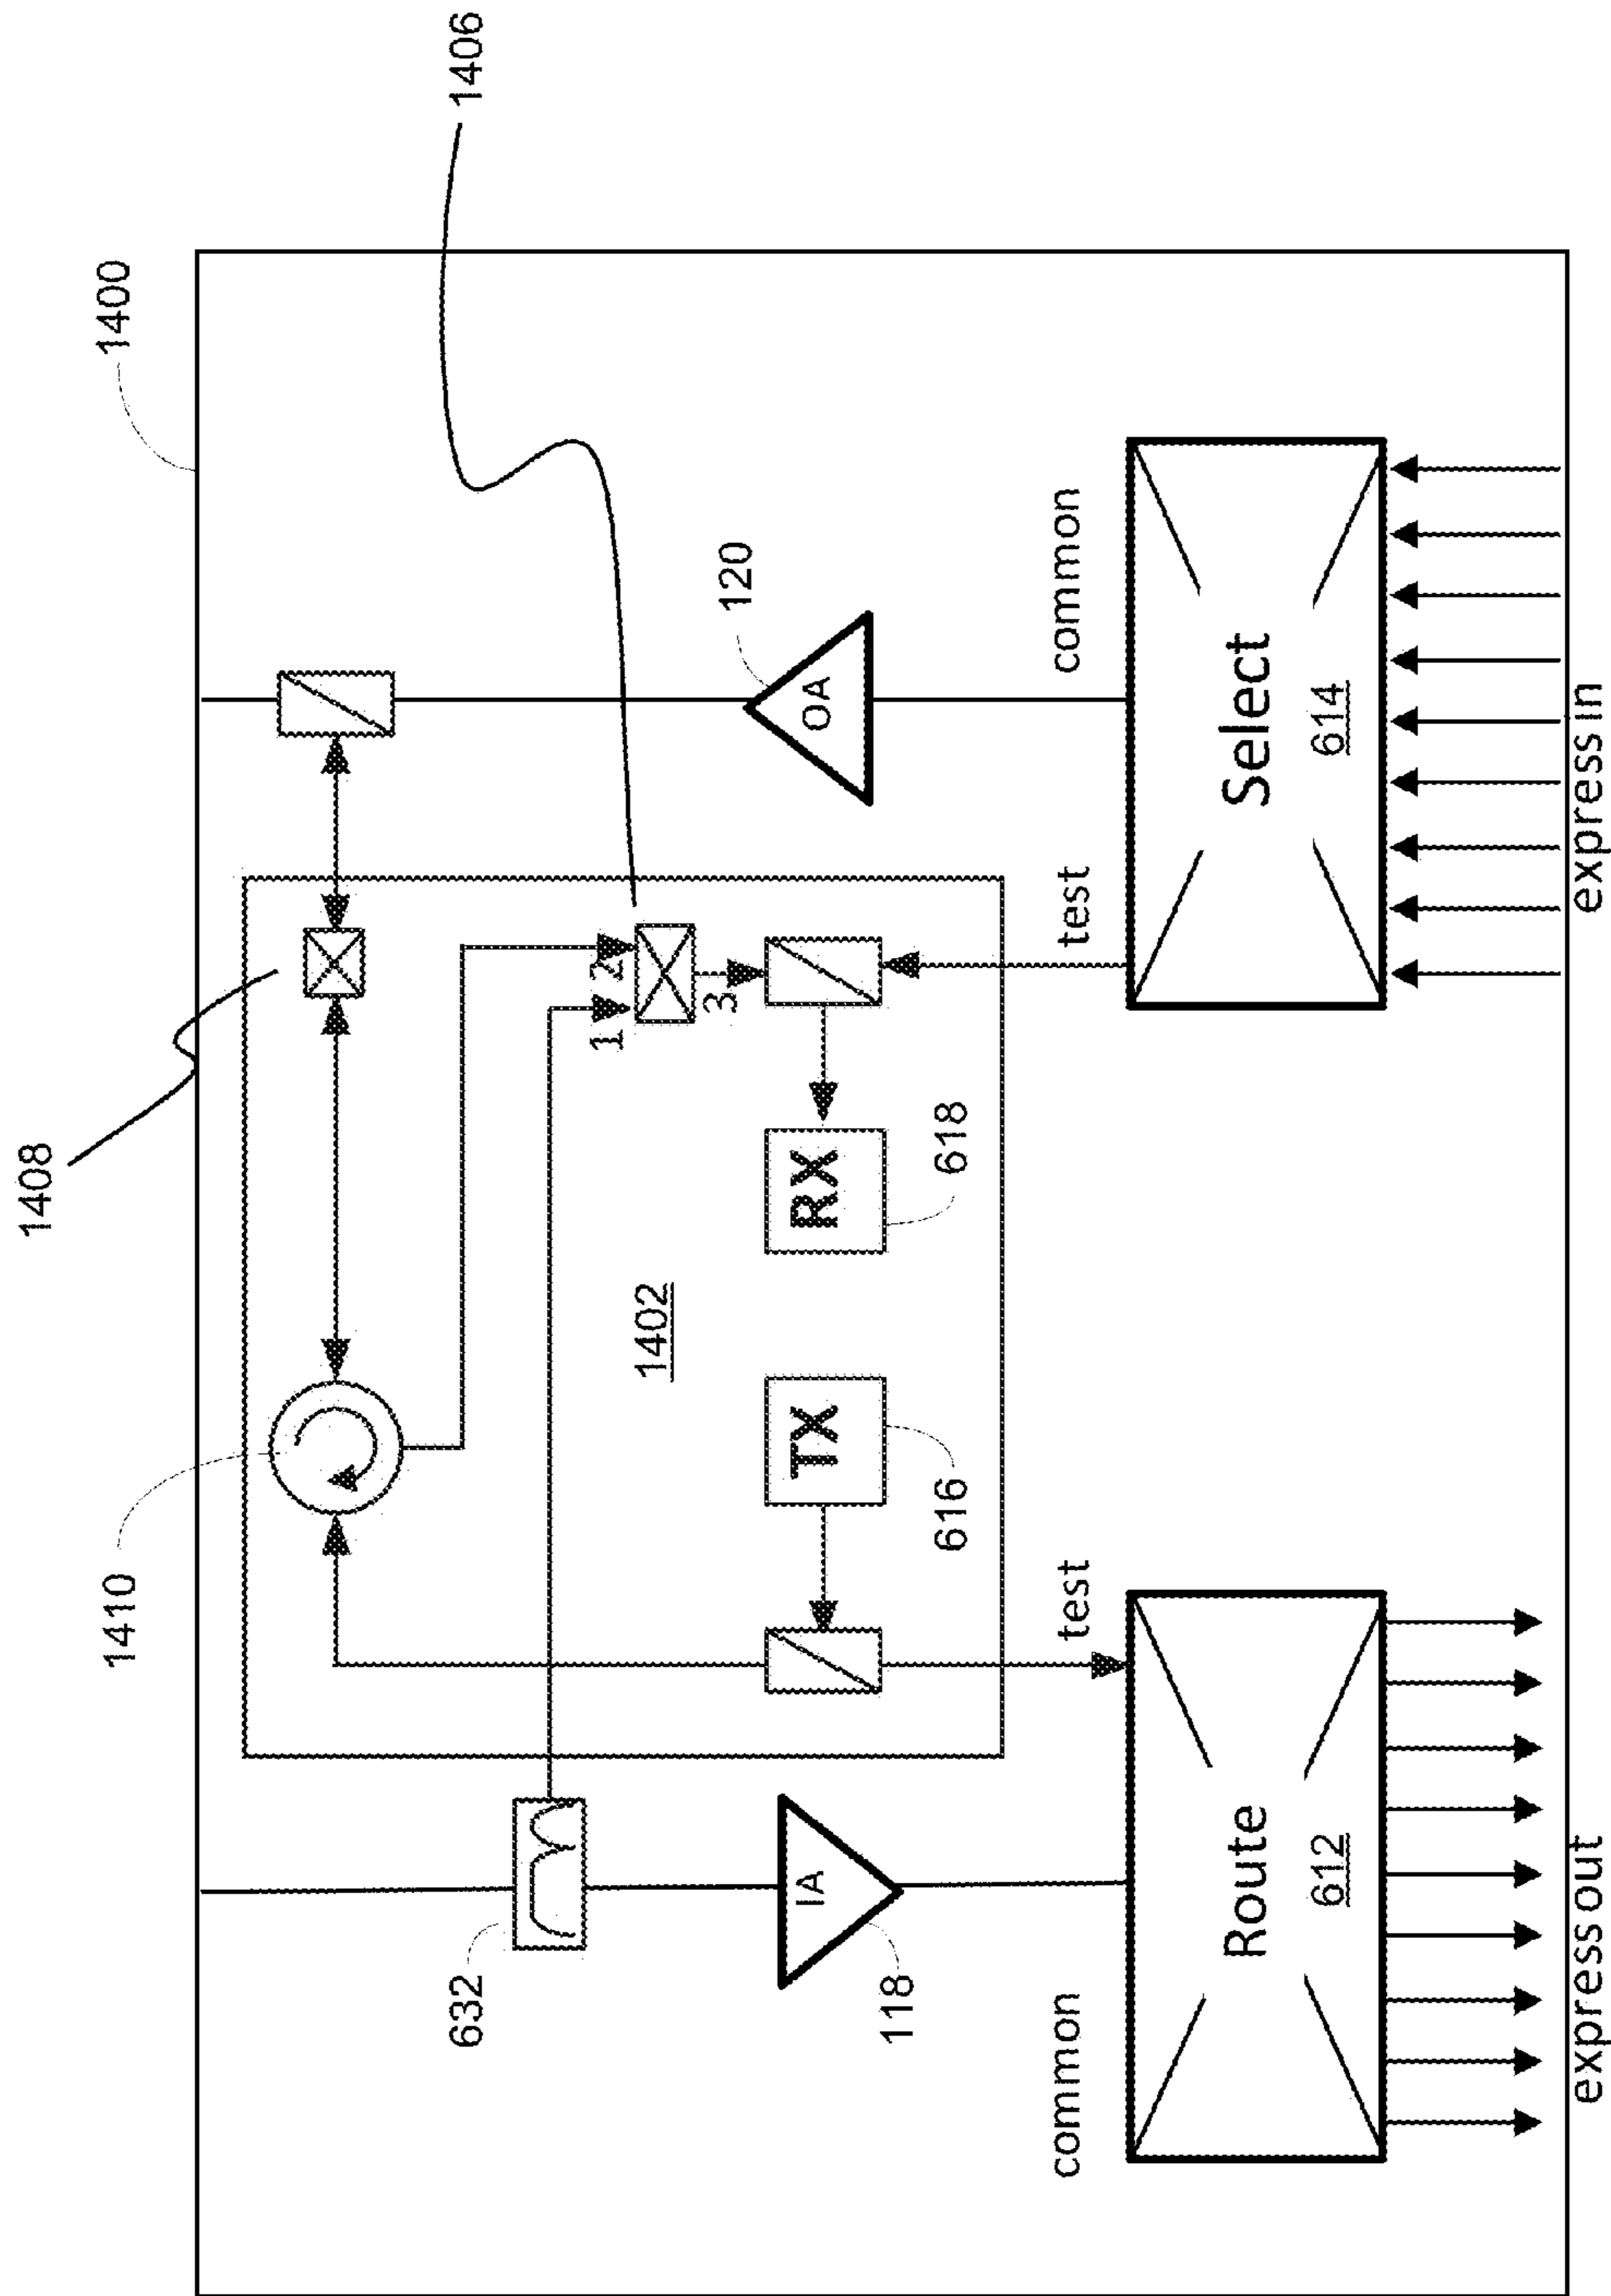 1408
1410
1400
632
1406
1
2
1402
3
120
IA
TX
RX
OA
118
616
618
common
test
test
common
Route
Select
612
614
express out
express in